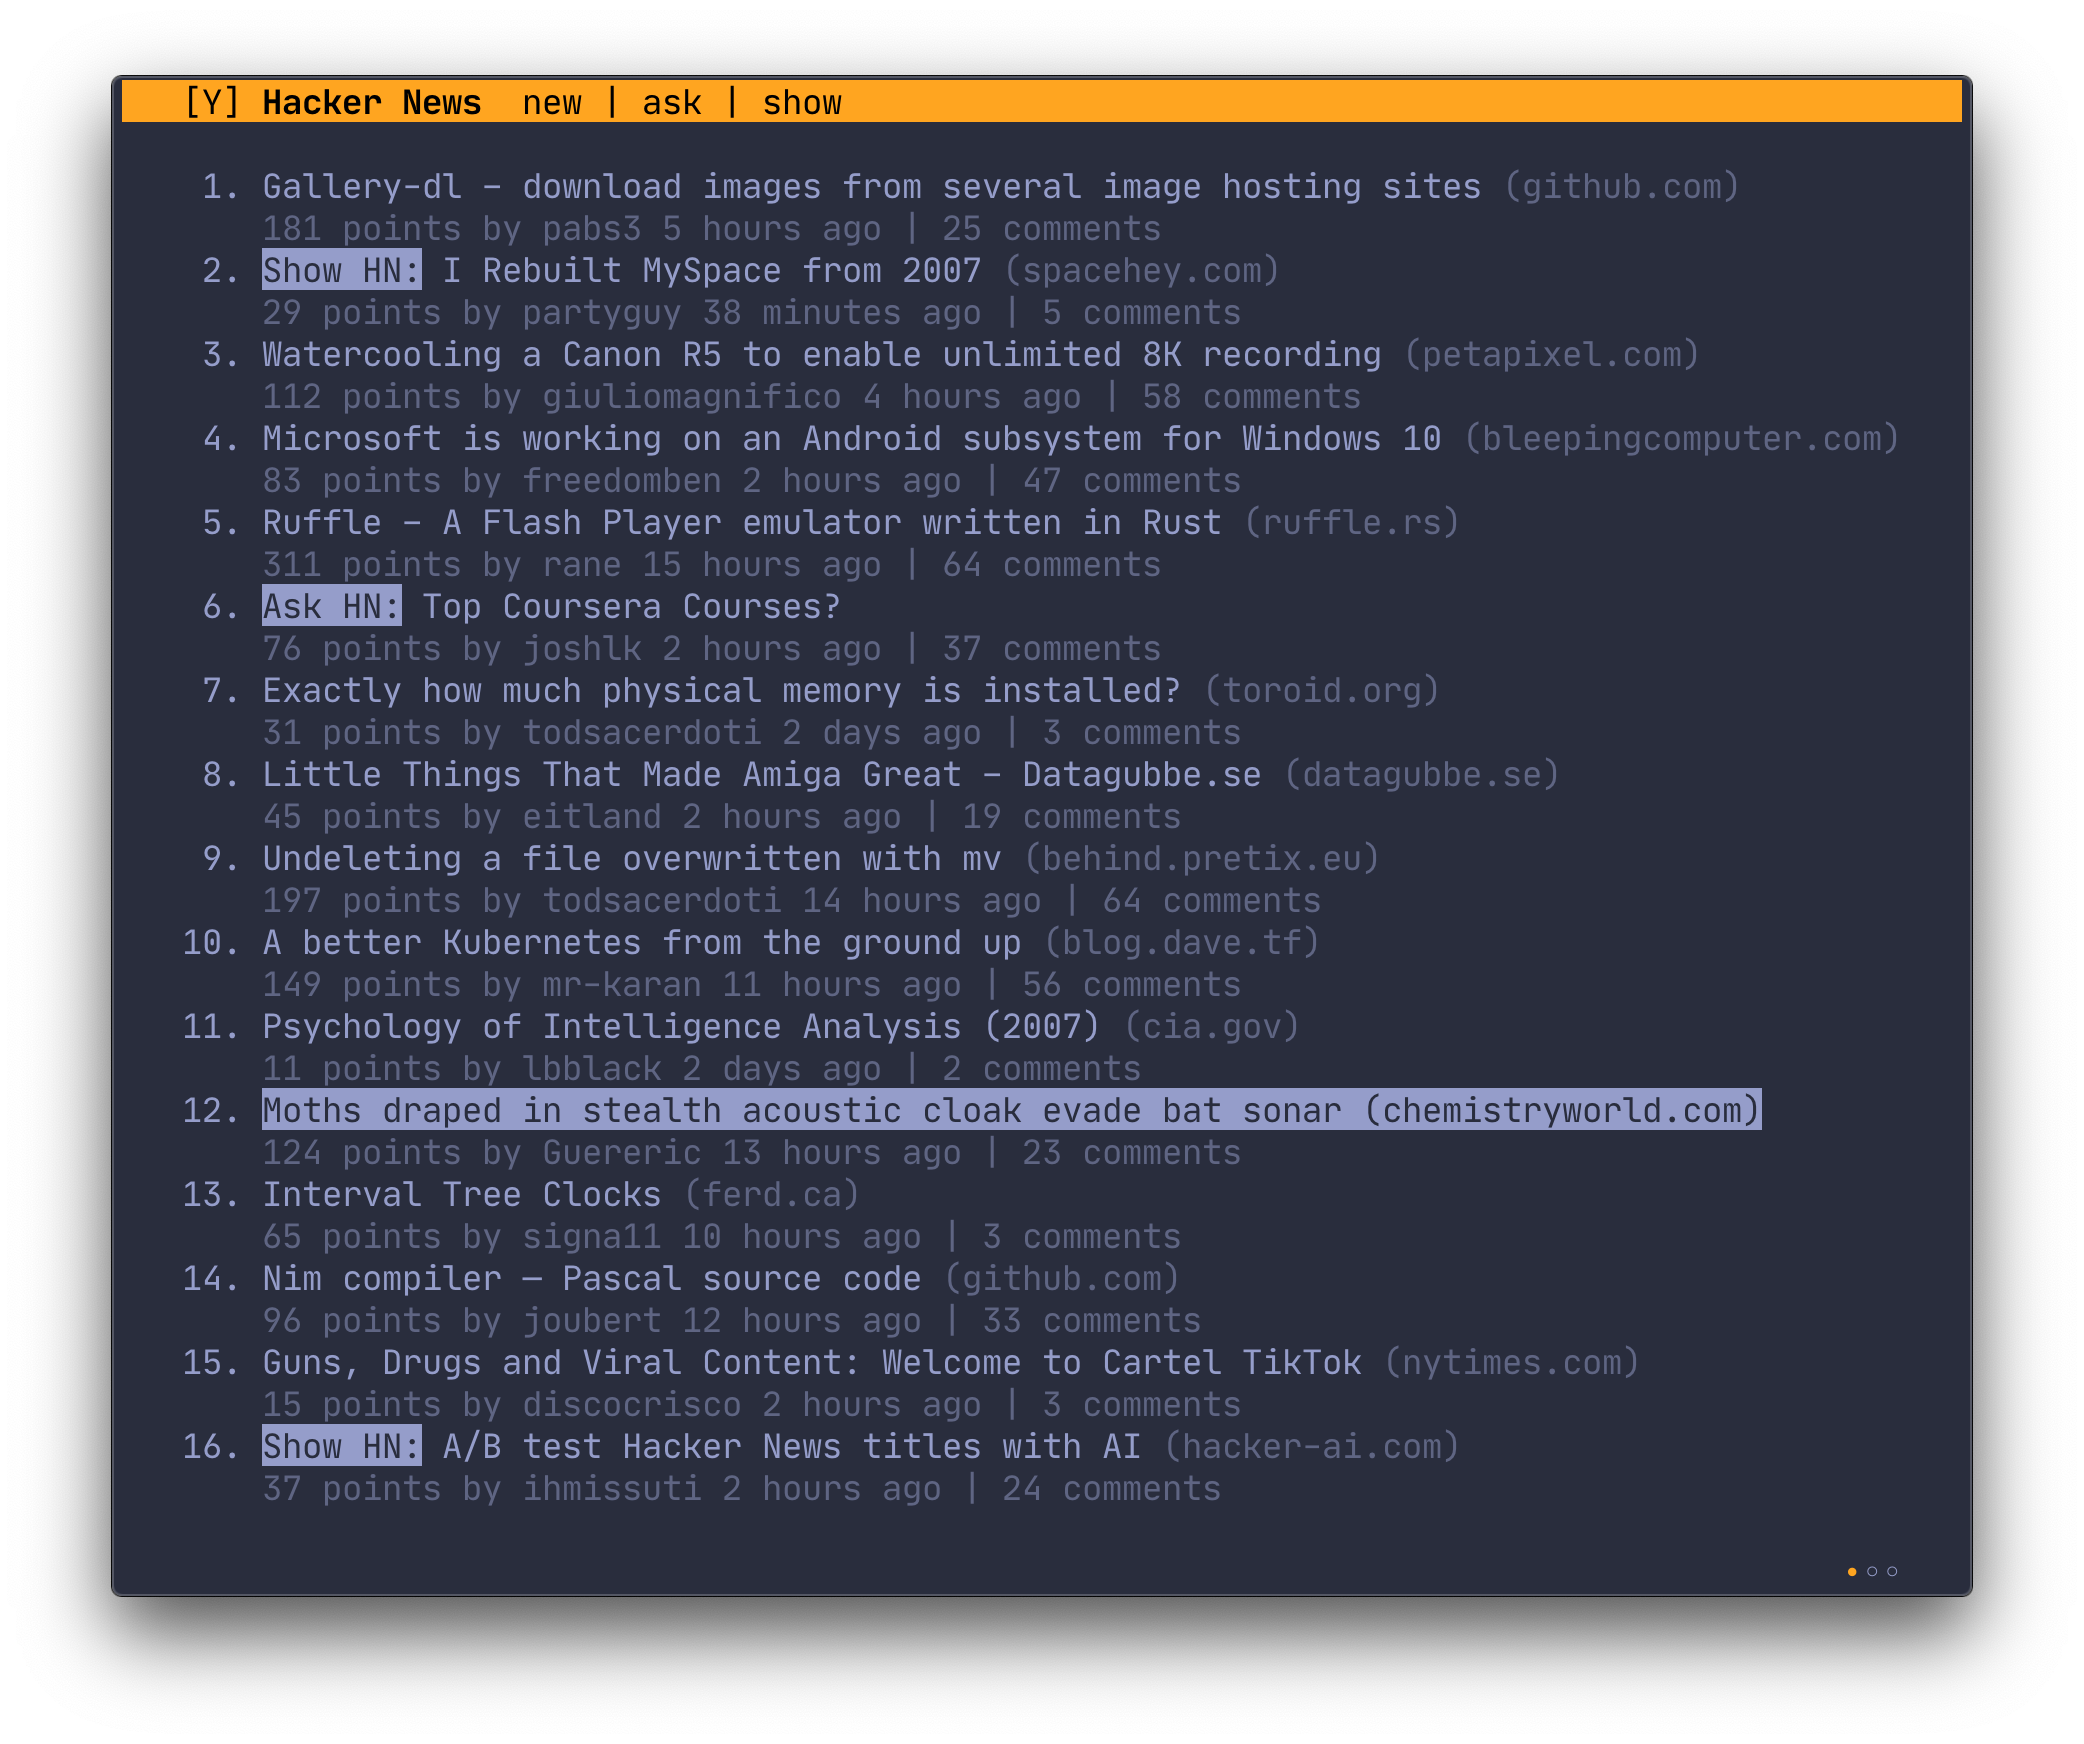 [Y] Hacker News  new | ask | show
1. Gallery-dl – download images from several image hosting sites (github.com)
181 points by pabs3 5 hours ago | 25 comments
2. Show HN: I Rebuilt MySpace from 2007 (spacehey.com)
29 points by partyguy 38 minutes ago | 5 comments
3. Watercooling a Canon R5 to enable unlimited 8K recording (petapixel.com)
112 points by giuliomagnifico 4 hours ago | 58 comments
4. Microsoft is working on an Android subsystem for Windows 10 (bleepingcomputer.com)
83 points by freedomben 2 hours ago | 47 comments
5. Ruffle – A Flash Player emulator written in Rust (ruffle.rs)
311 points by rane 15 hours ago | 64 comments
6. Ask HN: Top Coursera Courses?
76 points by joshlk 2 hours ago | 37 comments
7. Exactly how much physical memory is installed? (toroid.org)
31 points by todsacerdoti 2 days ago | 3 comments
8. Little Things That Made Amiga Great – Datagubbe.se (datagubbe.se)
45 points by eitland 2 hours ago | 19 comments
9. Undeleting a file overwritten with mv (behind.pretix.eu)
197 points by todsacerdoti 14 hours ago | 64 comments
10. A better Kubernetes from the ground up (blog.dave.tf)
149 points by mr-karan 11 hours ago | 56 comments
11. Psychology of Intelligence Analysis (2007) (cia.gov)
11 points by lbblack 2 days ago | 2 comments
12. Moths draped in stealth acoustic cloak evade bat sonar (chemistryworld.com)
124 points by Guereric 13 hours ago | 23 comments
13. Interval Tree Clocks (ferd.ca)
65 points by signa11 10 hours ago | 3 comments
14. Nim compiler — Pascal source code (github.com)
96 points by joubert 12 hours ago | 33 comments
15. Guns, Drugs and Viral Content: Welcome to Cartel TikTok (nytimes.com)
15 points by discocrisco 2 hours ago | 3 comments
16. Show HN: A/B test Hacker News titles with AI (hacker-ai.com)
37 points by ihmissuti 2 hours ago | 24 comments